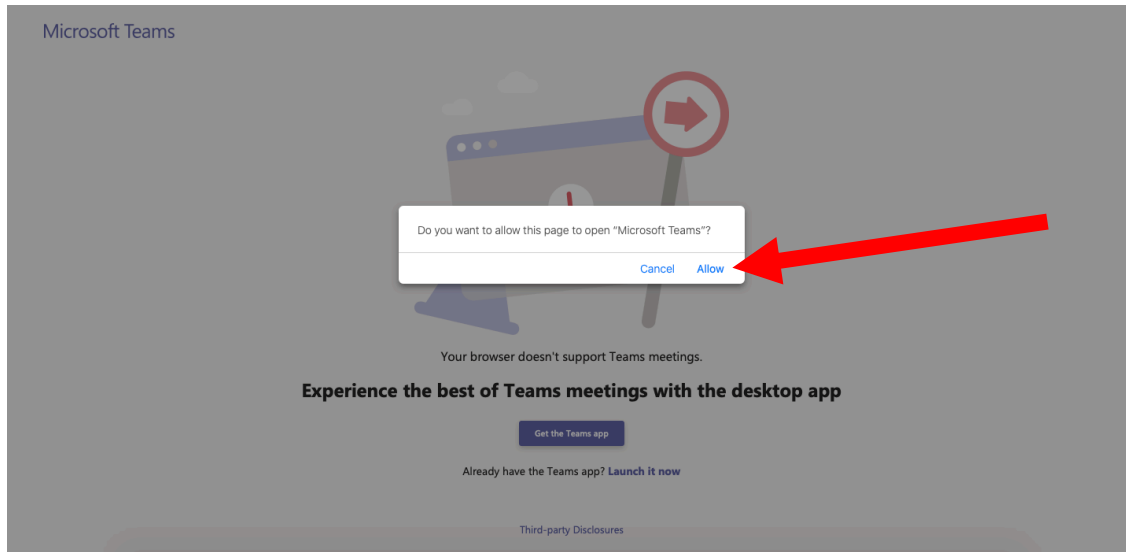 Microsoft Teams
Do you want to allow this page to open “Microsoft Teams”?
Cancel Allow
Your browser doesn't support Teams meetings.
Experience the best of Teams meetings with the desktop app
Get the Teams app
Already have the Teams app? Launch it now
Third-party Disclosures